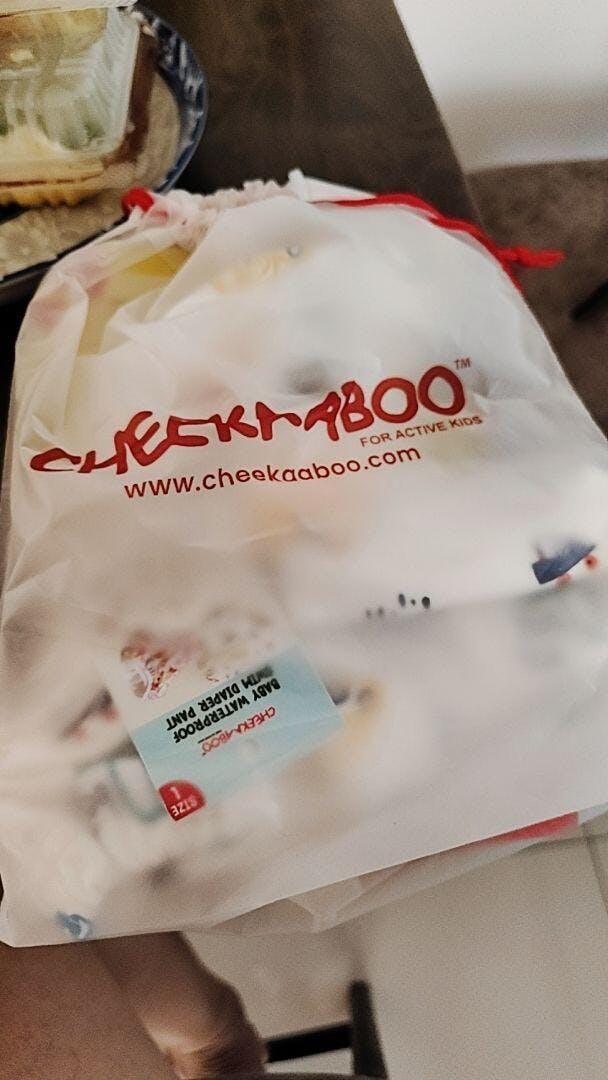 CHEEKAABOO™
FOR ACTIVE KIDS
www.cheekaaboo.com
CHEEKAABOO
BABY WATERPROOF
SWIM DIAPER PANT
SIZE
1